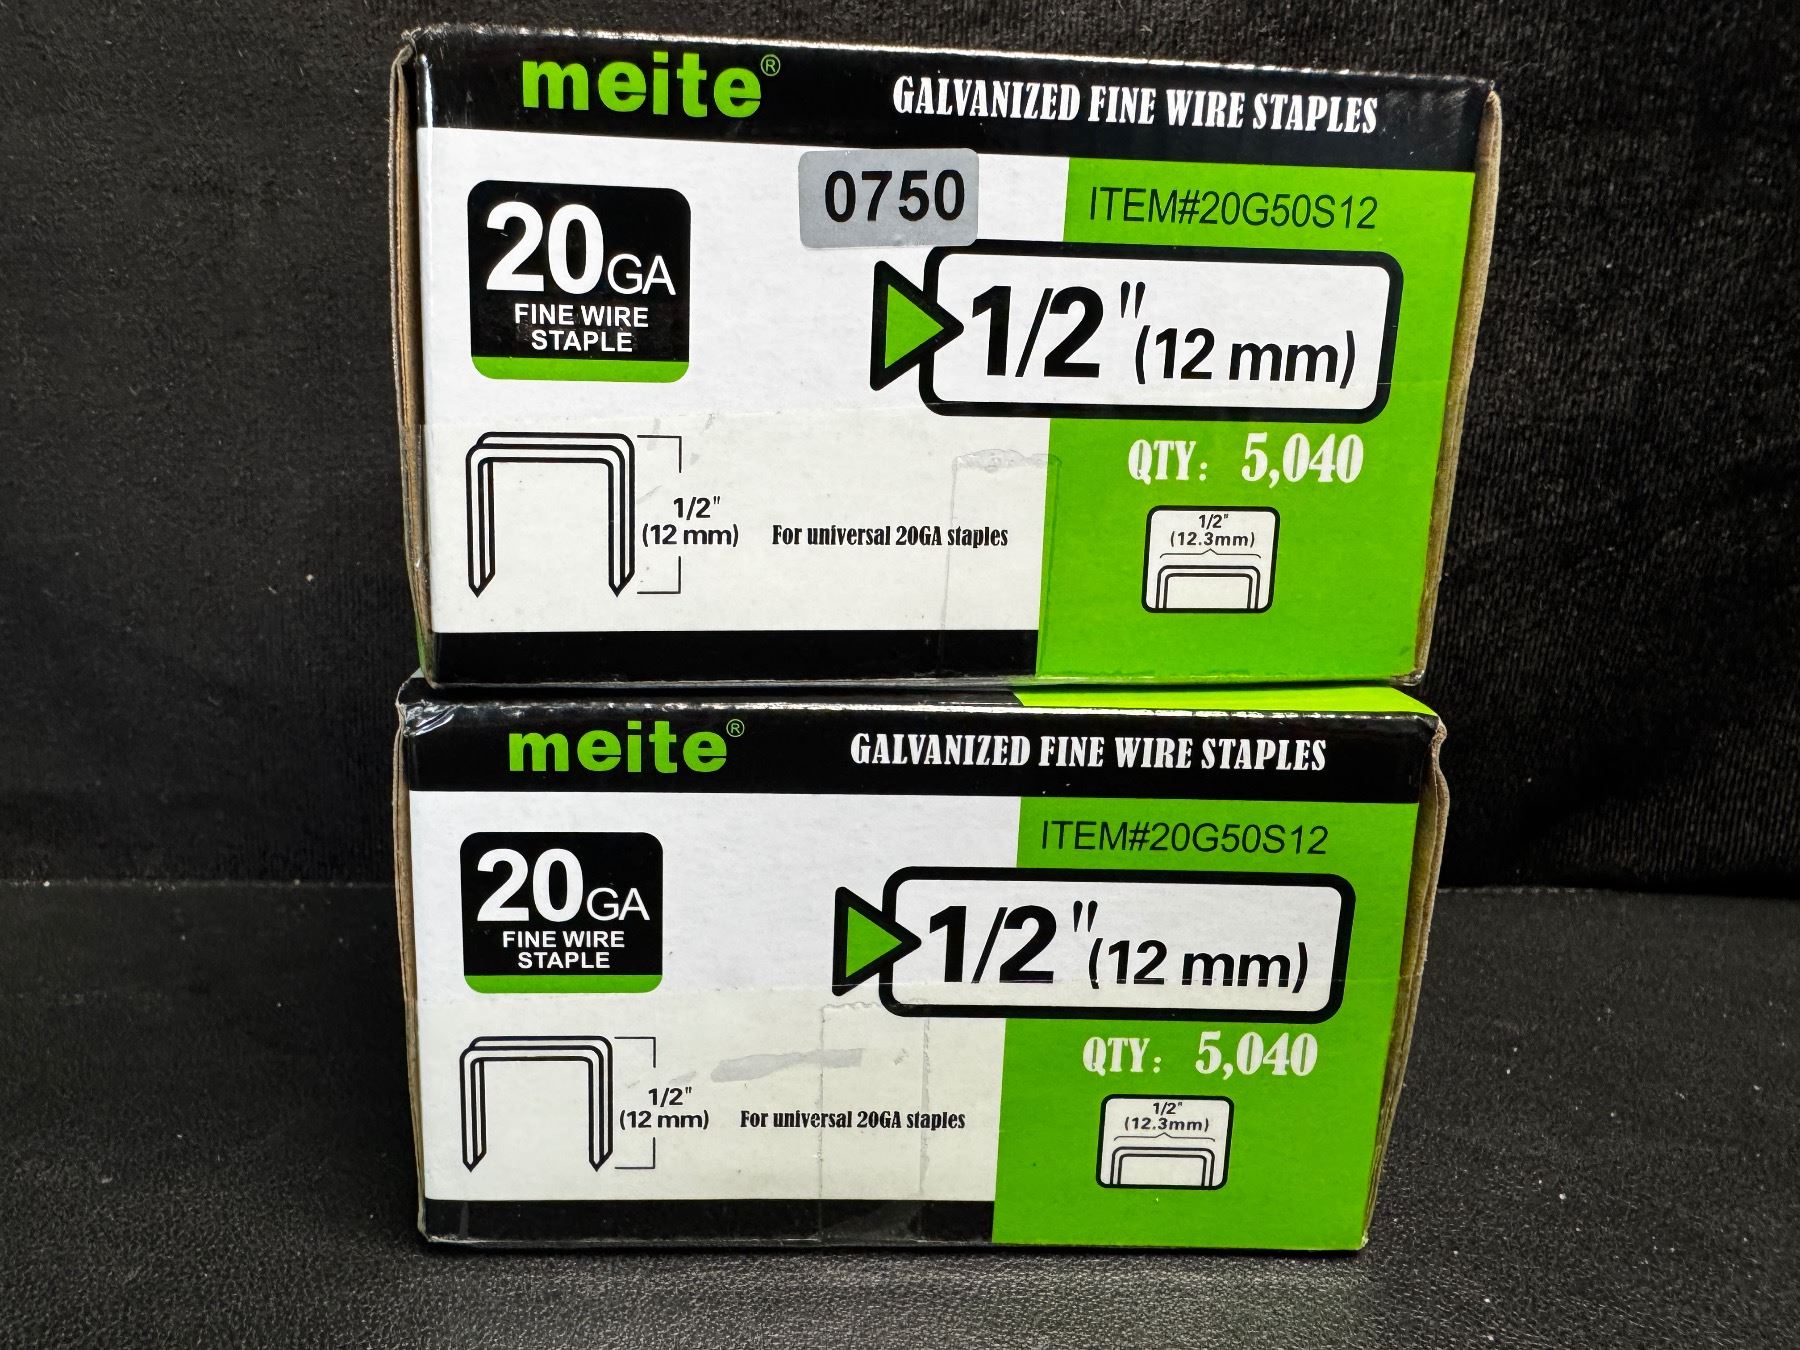 meite®
GALVANIZED FINE WIRE STAPLES
0750
ITEM#20G50S12
20GA
FINE WIRE
STAPLE
1/2"(12 mm)
QTY: 5,040
1/2"
(12 mm)
For universal 20GA staples
1/2"
(12.3mm)
meite®
GALVANIZED FINE WIRE STAPLES
ITEM#20G50S12
20GA
FINE WIRE
STAPLE
1/2"(12 mm)
QTY: 5,040
1/2"
(12 mm)
For universal 20GA staples
1/2"
(12.3mm)